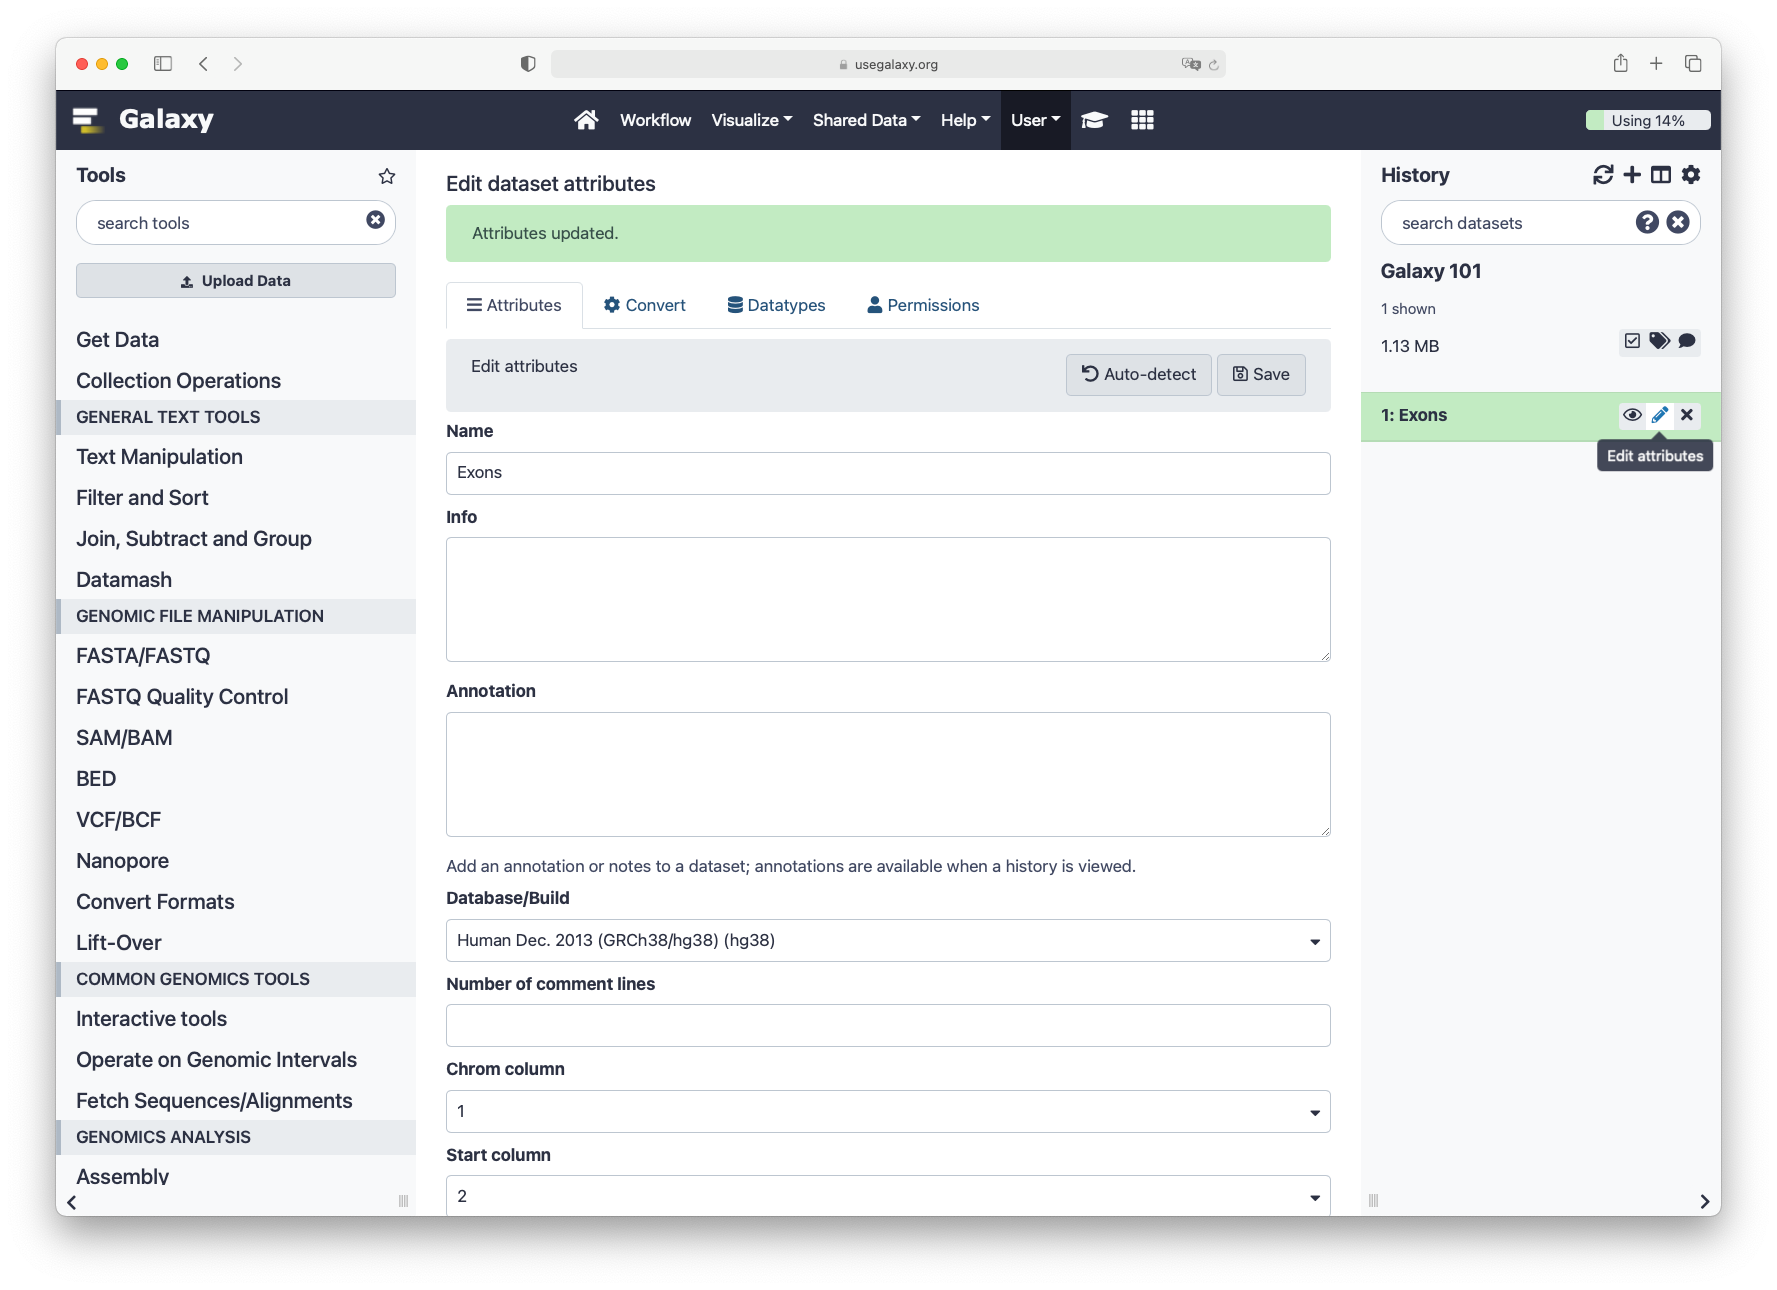 usegalaxy.org
Galaxy
Workflow
Visualize
Shared Data
Help
User
Using 14%
Tools
search tools
Upload Data
Get Data
Collection Operations
GENERAL TEXT TOOLS
Text Manipulation
Filter and Sort
Join, Subtract and Group
Datamash
GENOMIC FILE MANIPULATION
FASTA/FASTQ
FASTQ Quality Control
SAM/BAM
BED
VCF/BCF
Nanopore
Convert Formats
Lift-Over
COMMON GENOMICS TOOLS
Interactive tools
Operate on Genomic Intervals
Fetch Sequences/Alignments
GENOMICS ANALYSIS
Assembly
Edit dataset attributes
Attributes updated.
Attributes
Convert
Datatypes
Permissions
Edit attributes
Auto-detect
Save
Name
Exons
Info
Annotation
Add an annotation or notes to a dataset; annotations are available when a history is viewed.
Database/Build
Human Dec. 2013 (GRCh38/hg38) (hg38)
Number of comment lines
Chrom column
1
Start column
2
History
search datasets
Galaxy 101
1 shown
1.13 MB
1: Exons
Edit attributes